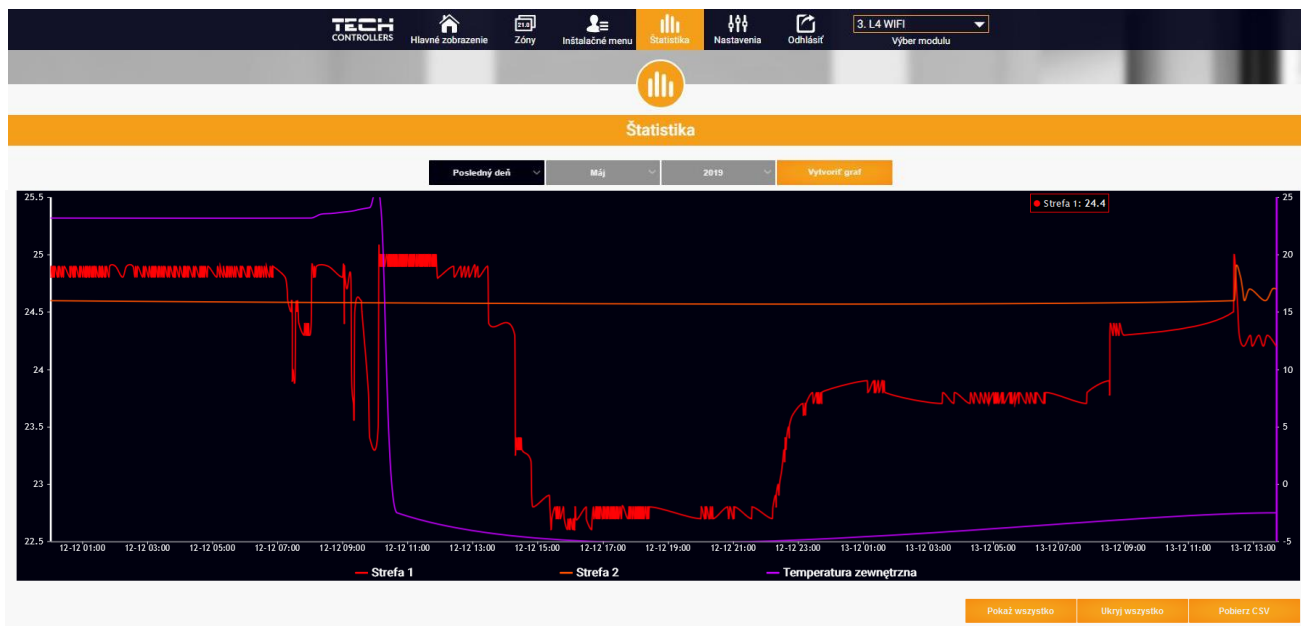 TECH
CONTROLLERS
Hlavné zobrazenie
21.0
Zóny
Inštalačné menu
Štatistika
Nastavenia
Odhlásiť
3. L4 WIFI
Výber modulu
Štatistika
Posledný deň Máj 2019 Vytvoriť graf
Strefa 1: 24.4
25.5
25
24.5
24
23.5
23
22.5
25
20
15
10
5
0
-5
12-12 01:00 12-12 03:00 12-12 05:00 12-12 07:00 12-12 09:00 12-12 11:00 12-12 13:00 12-12 15:00 12-12 17:00 12-12 19:00 12-12 21:00 12-12 23:00 13-12 01:00 13-12 03:00 13-12 05:00 13-12 07:00 13-12 09:00 13-12 11:00 13-12 13:00
Strefa 1 Strefa 2 Temperatura zewnętrzna
Pokaż wszystko Ukryj wszystko Pobierz CSV